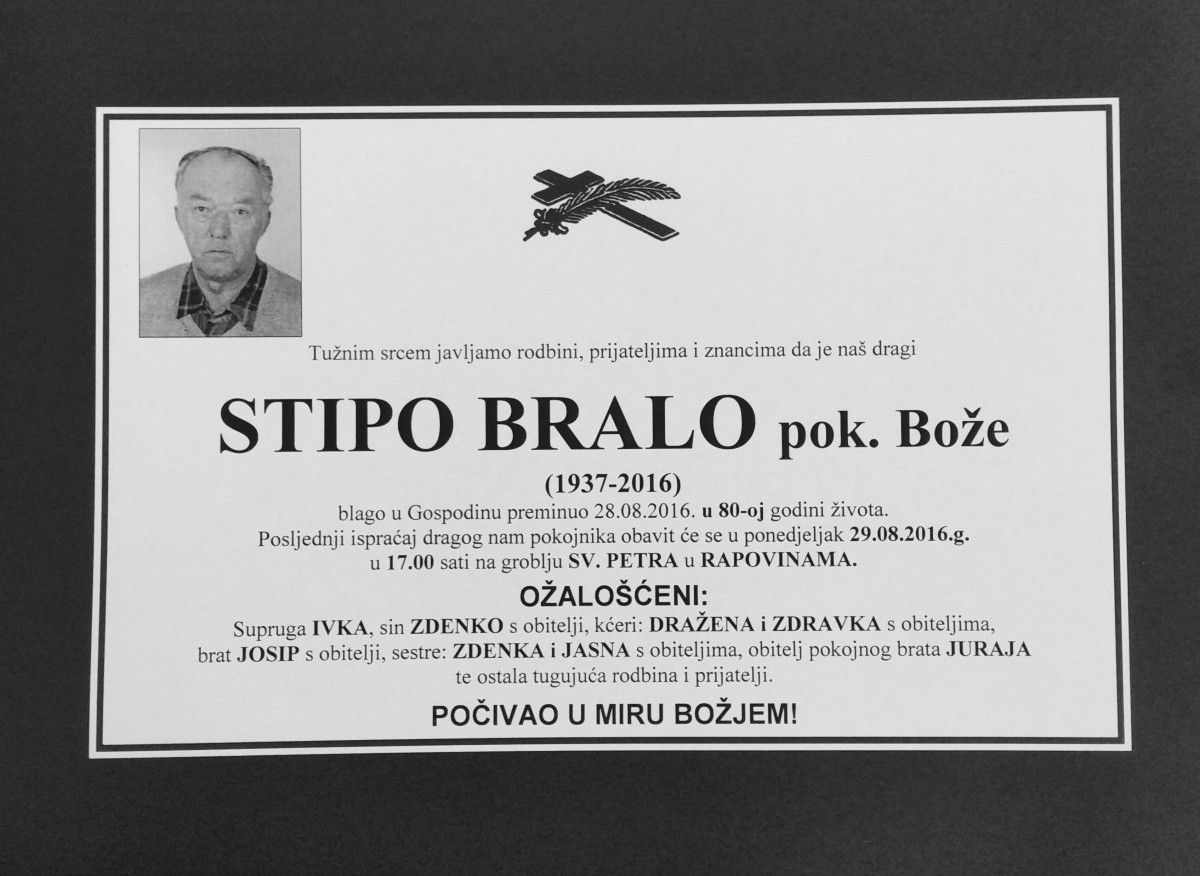 Tužnim srcem javljamo rodbini, prijateljima i znancima da je naš dragi
STIPO BRALO pok. Bože
(1937-2016)
blago u Gospodinu preminuo 28.08.2016. u 80-oj godini života.
Posljednji ispraćaj dragog nam pokojnika obavit će se u ponedjeljak 29.08.2016.g.
u 17.00 sati na groblju SV. PETRA u RAPOVINAMA.
OŽALOŠĆENI:
Supruga IVKA, sin ZDENKO s obitelji, kćeri: DRAŽENA i ZDRAVKA s obiteljima,
brat JOSIP s obitelji, sestre: ZDENKA i JASNA s obiteljima, obitelj pokojnog brata JURAJA
te ostala tugujuća rodbina i prijatelji.
POČIVAO U MIRU BOŽJEM!